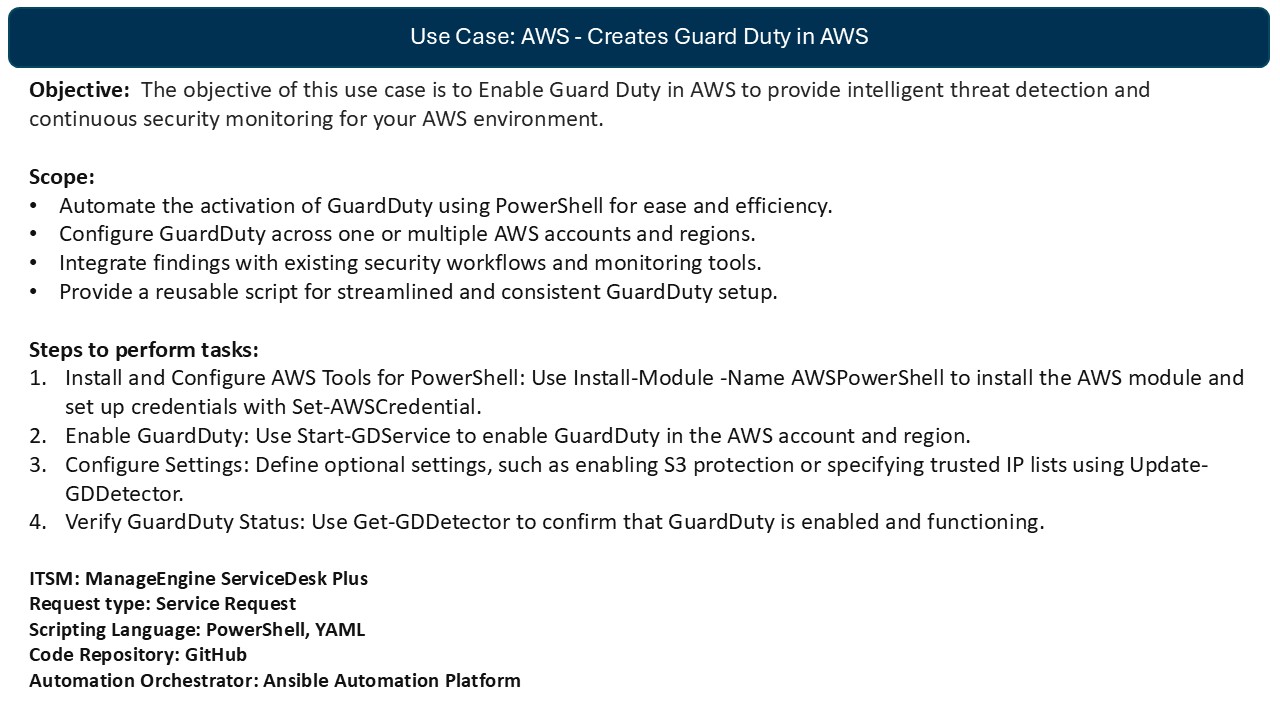 Use Case: AWS - Creates Guard Duty in AWS
Objective: The objective of this use case is to Enable Guard Duty in AWS to provide intelligent threat detection and
continuous security monitoring for your AWS environment.
Scope:
• Automate the activation of GuardDuty using PowerShell for ease and efficiency.
• Configure GuardDuty across one or multiple AWS accounts and regions.
• Integrate findings with existing security workflows and monitoring tools.
• Provide a reusable script for streamlined and consistent GuardDuty setup.
Steps to perform tasks:
1. Install and Configure AWS Tools for PowerShell: Use Install-Module -Name AWSPowerShell to install the AWS module and
set up credentials with Set-AWSCredential.
2. Enable GuardDuty: Use Start-GDService to enable GuardDuty in the AWS account and region.
3. Configure Settings: Define optional settings, such as enabling S3 protection or specifying trusted IP lists using Update-
GDDetector.
4. Verify GuardDuty Status: Use Get-GDDetector to confirm that GuardDuty is enabled and functioning.
ITSM: ManageEngine ServiceDesk Plus
Request type: Service Request
Scripting Language: PowerShell, YAML
Code Repository: GitHub
Automation Orchestrator: Ansible Automation Platform